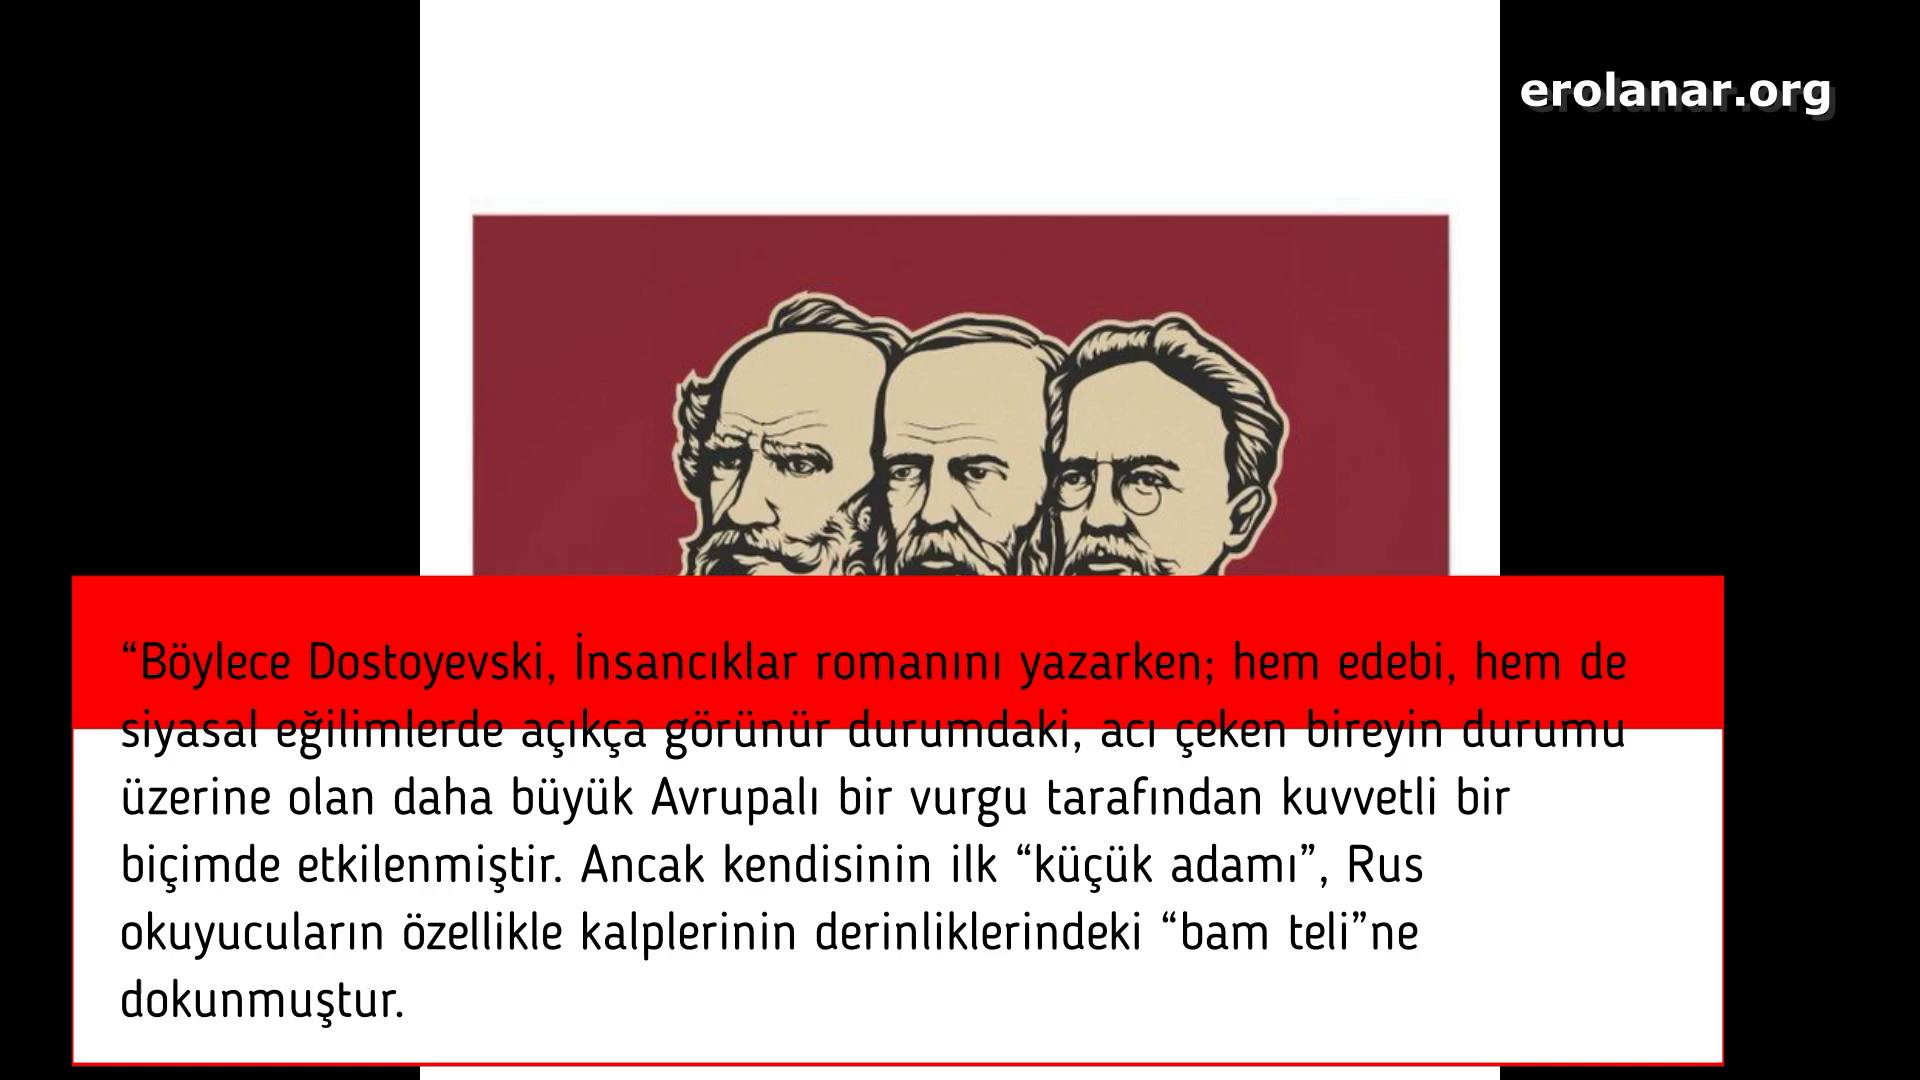 erolanar.org
“Böylece Dostoyevski, İnsancıklar romanını yazarken; hem edebi, hem de
siyasal eğilimlerde açıkça görünür durumdaki, acı çeken bireyin durumu
üzerine olan daha büyük Avrupalı bir vurgu tarafından kuvvetli bir
biçimde etkilenmiştir. Ancak kendisinin ilk “küçük adamı”, Rus
okuyucuların özellikle kalplerinin derinliklerindeki “bam teli”ne
dokunmuştur.